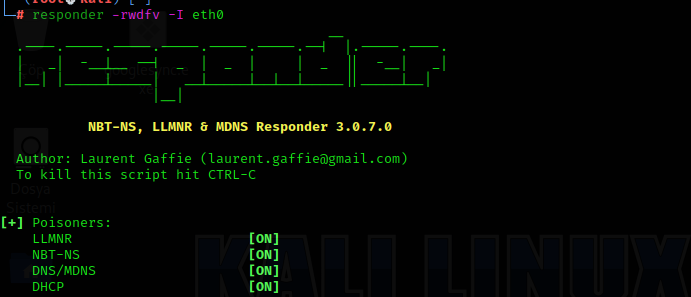 (root💀kali)-[~]
# responder -rwdfv -I eth0
NBT-NS, LLMNR & MDNS Responder 3.0.7.0
Author: Laurent Gaffie (laurent.gaffie@gmail.com)
To kill this script hit CTRL-C
[+] Poisoners:
LLMNR [ON]
NBT-NS [ON]
DNS/MDNS [ON]
DHCP [ON]
Dosya
Sistemi
KALI LINUX